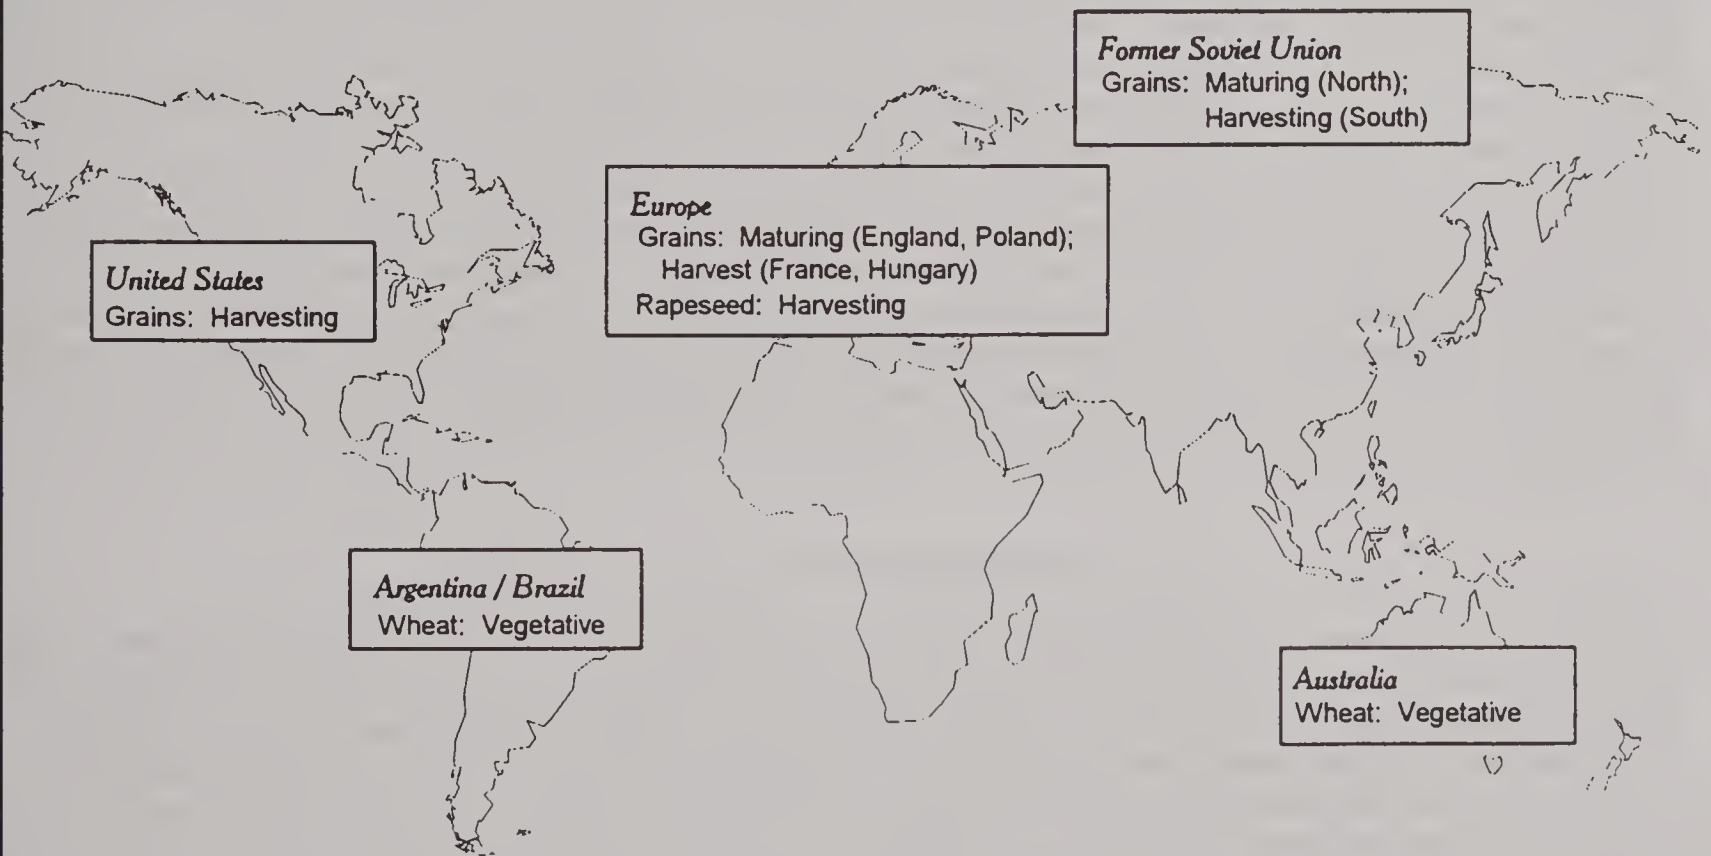 Former Soviet Union
Grains: Maturing (North);
Harvesting (South)
Europe
Grains: Maturing (England, Poland);
Harvest (France, Hungary)
Rapeseed: Harvesting
United States
Grains: Harvesting
Argentina / Brazil
Wheat: Vegetative
Australia
Wheat: Vegetative